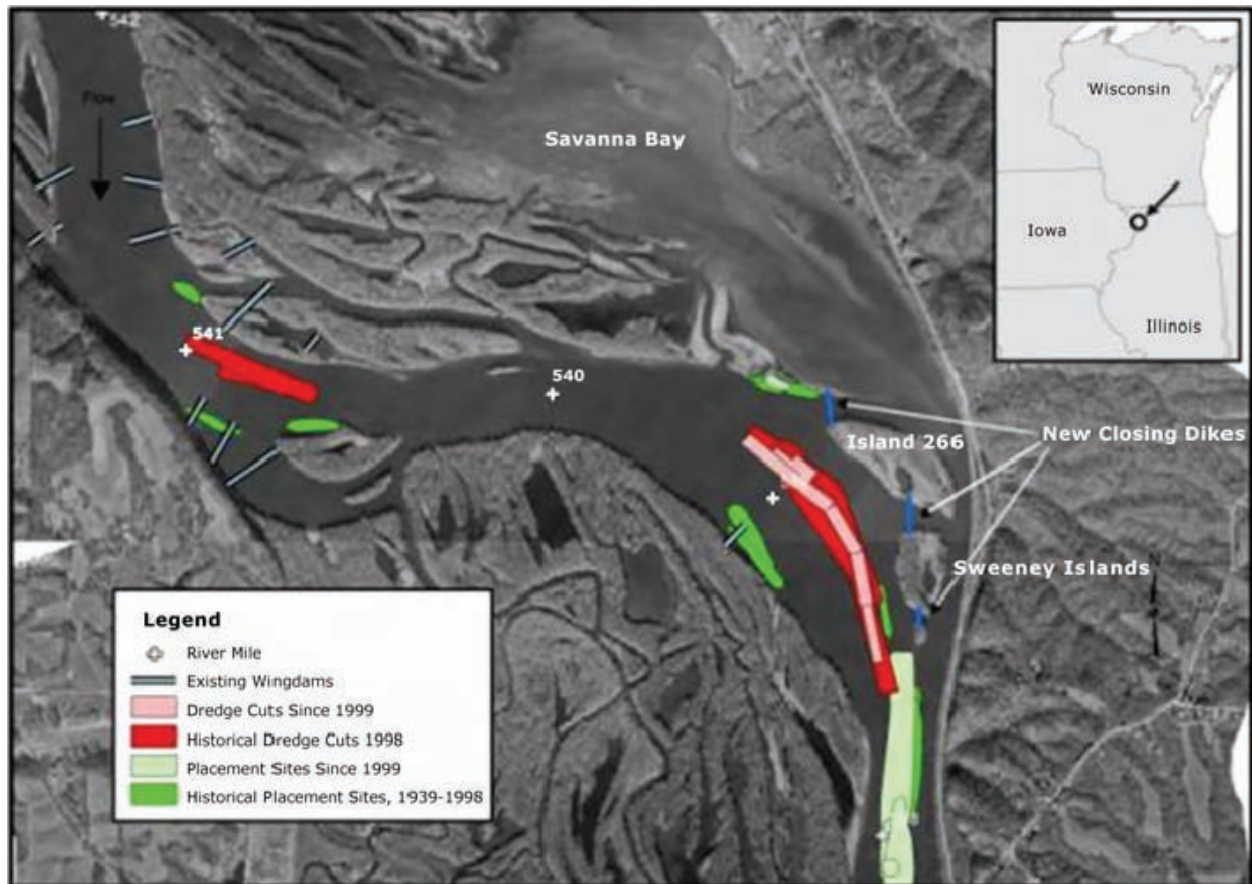 542
Flow
Savanna Bay
541
540
Island 266
New Closing Dikes
Sweeney Islands
Wisconsin
Iowa
Illinois
Legend
River Mile
Existing Wingdams
Dredge Cuts Since 1999
Historical Dredge Cuts 1998
Placement Sites Since 1999
Historical Placement Sites, 1939-1998